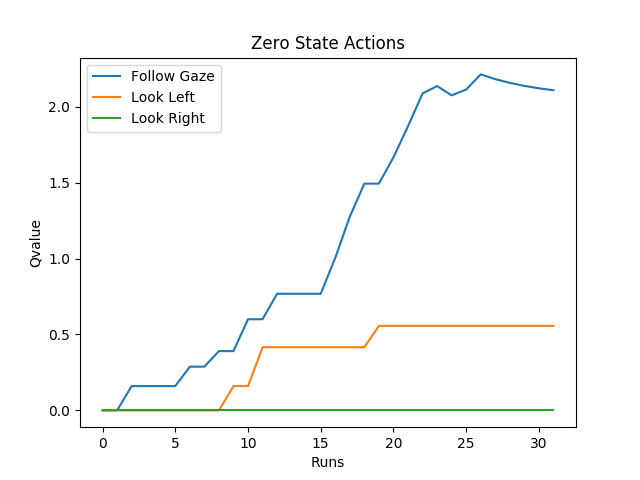 Zero State Actions
Follow Gaze
Look Left
Look Right
2.0
1.5
1.0
0.5
0.0
Qvalue
0 5 10 15 20 25 30
Runs